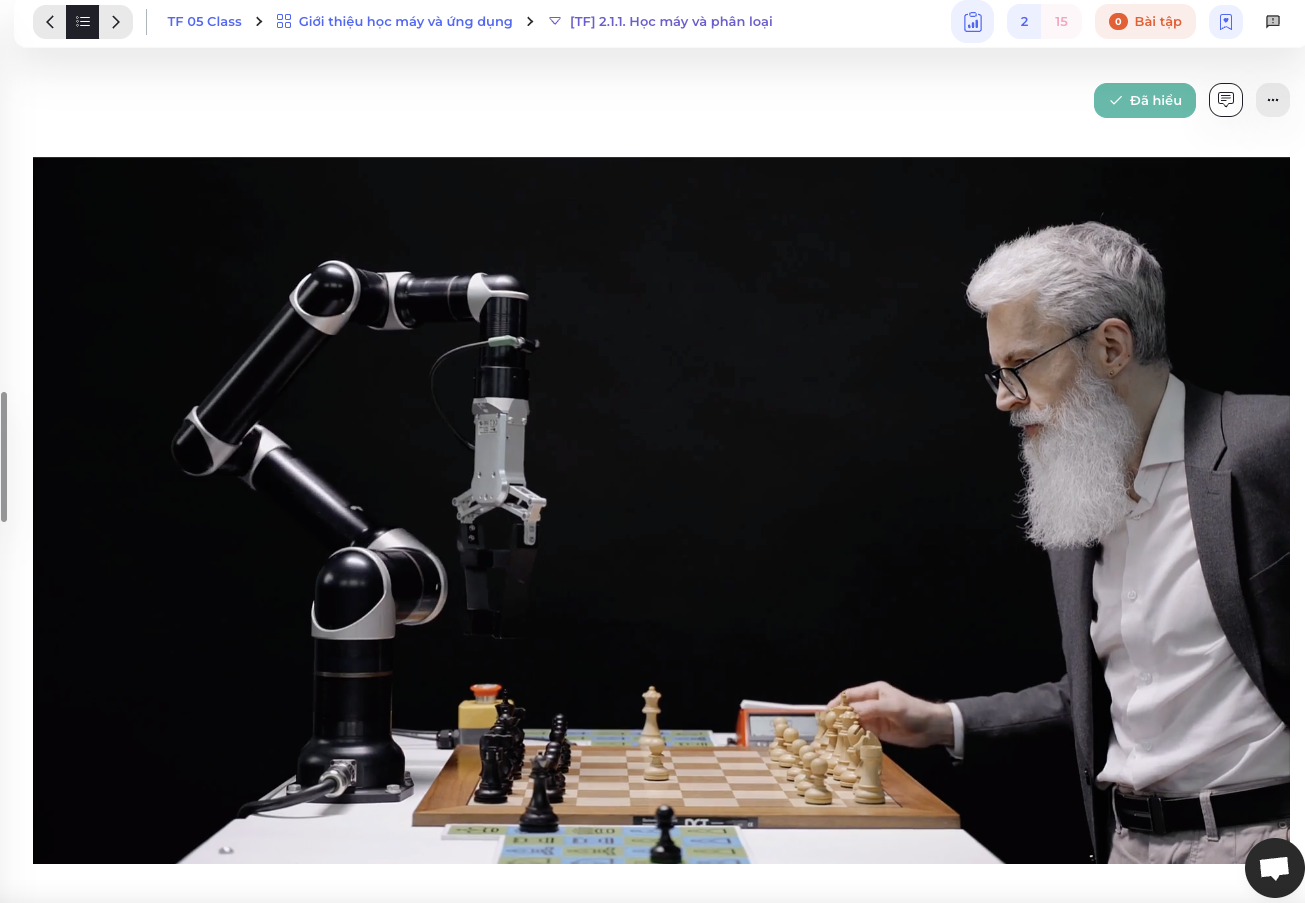 TF 05 Class
Giới thiệu học máy và ứng dụng
[TF] 2.1.1. Học máy và phân loại
2
15
0
Bài tập
Đã hiểu
DGT